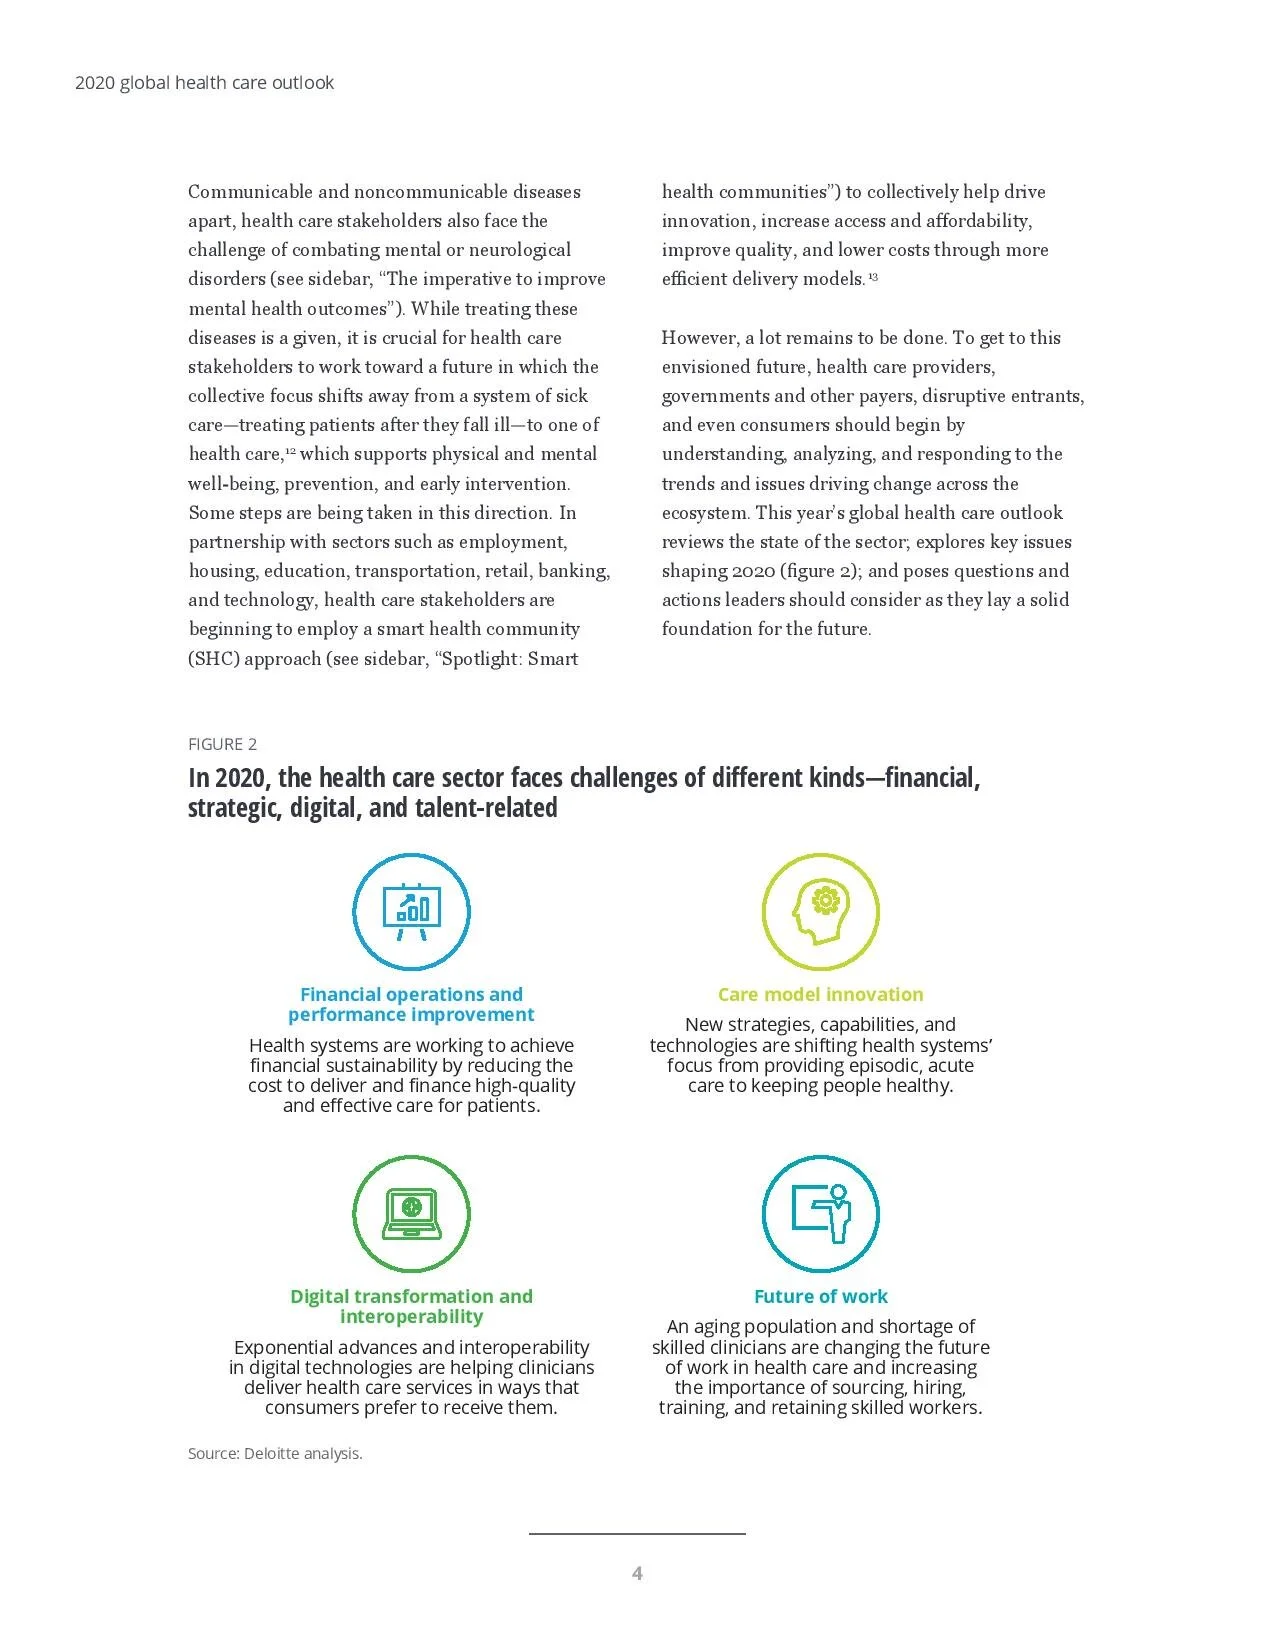 2020 global health care outlook
Communicable and noncommunicable diseases
apart, health care stakeholders also face the
challenge of combating mental or neurological
disorders (see sidebar, “The imperative to improve
mental health outcomes”). While treating these
diseases is a given, it is crucial for health care
stakeholders to work toward a future in which the
collective focus shifts away from a system of sick
care—treating patients after they fall ill—to one of
health care,¹² which supports physical and mental
well-being, prevention, and early intervention.
Some steps are being taken in this direction. In
partnership with sectors such as employment,
housing, education, transportation, retail, banking,
and technology, health care stakeholders are
beginning to employ a smart health community
(SHC) approach (see sidebar, “Spotlight: Smart
health communities”) to collectively help drive
innovation, increase access and affordability,
improve quality, and lower costs through more
efficient delivery models.¹³
However, a lot remains to be done. To get to this
envisioned future, health care providers,
governments and other payers, disruptive entrants,
and even consumers should begin by
understanding, analyzing, and responding to the
trends and issues driving change across the
ecosystem. This year’s global health care outlook
reviews the state of the sector; explores key issues
shaping 2020 (figure 2); and poses questions and
actions leaders should consider as they lay a solid
foundation for the future.
FIGURE 2
In 2020, the health care sector faces challenges of different kinds—financial,
strategic, digital, and talent-related
Financial operations and
performance improvement
Health systems are working to achieve
financial sustainability by reducing the
cost to deliver and finance high-quality
and effective care for patients.
Care model innovation
New strategies, capabilities, and
technologies are shifting health systems’
focus from providing episodic, acute
care to keeping people healthy.
Digital transformation and
interoperability
Exponential advances and interoperability
in digital technologies are helping clinicians
deliver health care services in ways that
consumers prefer to receive them.
Future of work
An aging population and shortage of
skilled clinicians are changing the future
of work in health care and increasing
the importance of sourcing, hiring,
training, and retaining skilled workers.
Source: Deloitte analysis.
4